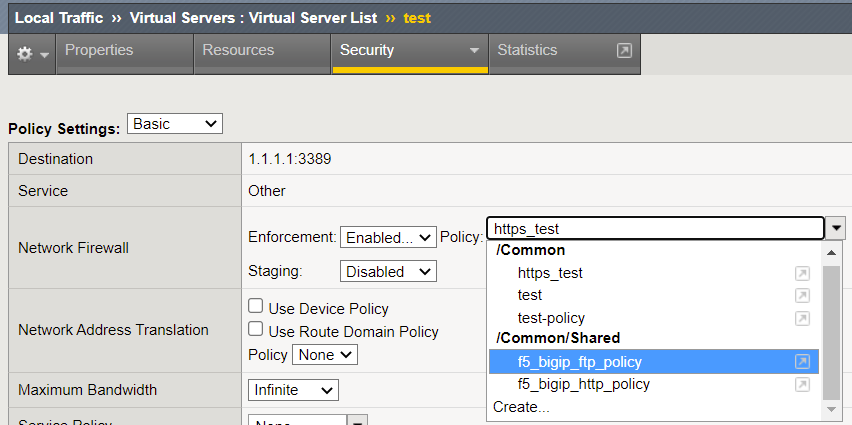 Local Traffic ›› Virtual Servers : Virtual Server List ›› test
Properties Resources Security Statistics
Policy Settings: Basic
Destination 1.1.1.1:3389
Service Other
Network Firewall Enforcement: Enabled... Policy: https_test
Staging: Disabled
/Common
https_test
test
test-policy
/Common/Shared
f5_bigip_ftp_policy
f5_bigip_http_policy
Create...
Network Address Translation
Use Device Policy
Use Route Domain Policy
Policy None
Maximum Bandwidth Infinite
Service Policy None